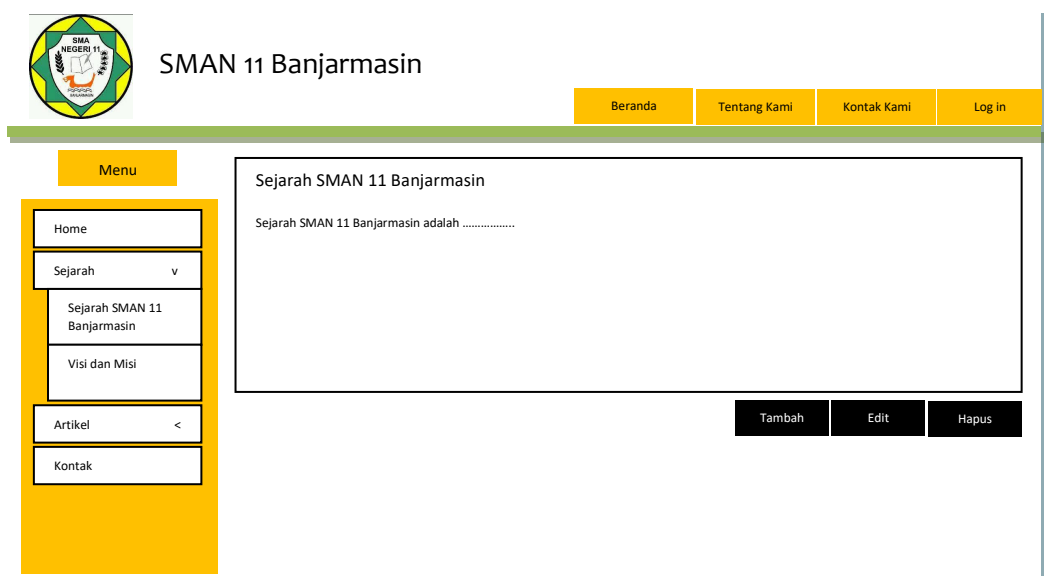 SMA
NEGERI 11
BANJARMASIN
SMAN 11 Banjarmasin
Beranda
Tentang Kami
Kontak Kami
Log in
Menu
Home
Sejarah v
Sejarah SMAN 11
Banjarmasin
Visi dan Misi
Artikel <
Kontak
Sejarah SMAN 11 Banjarmasin
Sejarah SMAN 11 Banjarmasin adalah ................
Tambah
Edit
Hapus